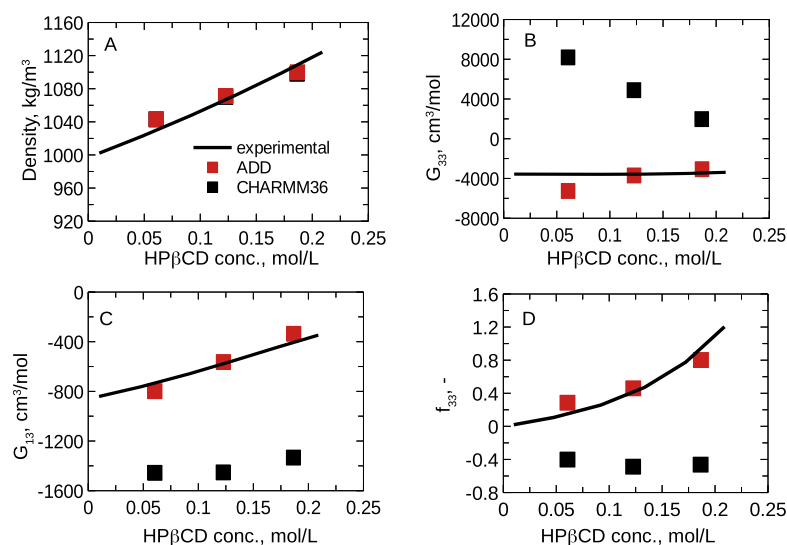 A
1160
1120
1080
1040
1000
960
920
Density, kg/m³
experimental
ADD
CHARMM36
0 0.05 0.1 0.15 0.2 0.25
HPβCD conc., mol/L
B
12000
8000
4000
0
-4000
-8000
G₃₃, cm³/mol
0 0.05 0.1 0.15 0.2 0.25
HPβCD conc., mol/L
C
0
-400
-800
-1200
-1600
G₁₃, cm³/mol
0 0.05 0.1 0.15 0.2 0.25
HPβCD conc., mol/L
D
1.6
1.2
0.8
0.4
0
-0.4
-0.8
f₃₃, -
0 0.05 0.1 0.15 0.2 0.25
HPβCD conc., mol/L